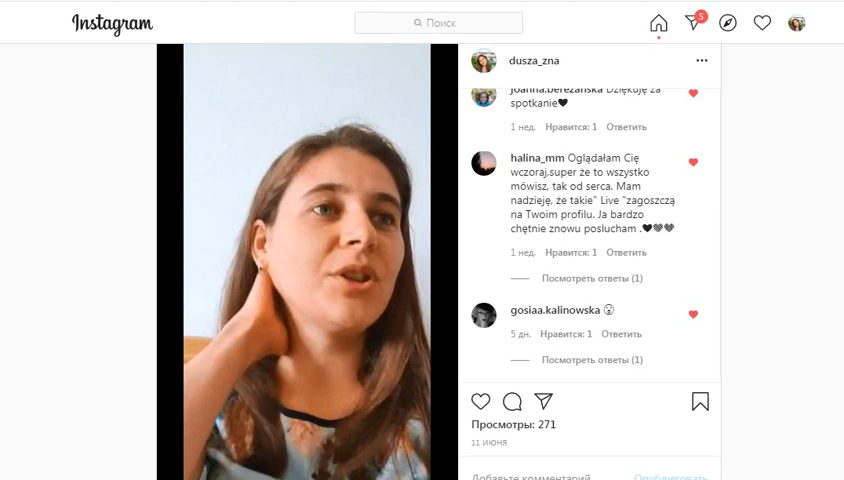 Instagram
Поиск
5
dusza_zna
joanna.bereżańska Dziękuję za
spotkanie🖤
1 нед. Нравится: 1 Ответить
halina_mm Oglądałam Cię
wczoraj,super że to wszystko
mówisz, tak od serca. Mam
nadzieję, że takie" Live "zagoszczą
na Twoim profilu. Ja bardzo
chętnie znowu poslucham .🖤🤎🤎
1 нед. Нравится: 1 Ответить
Посмотреть ответы (1)
gosiaa.kalinowska 😮
5 дн. Нравится: 1 Ответить
Посмотреть ответы (1)
Просмотры: 271
11 ИЮНЯ
Добавьте комментарий
Опубликовать